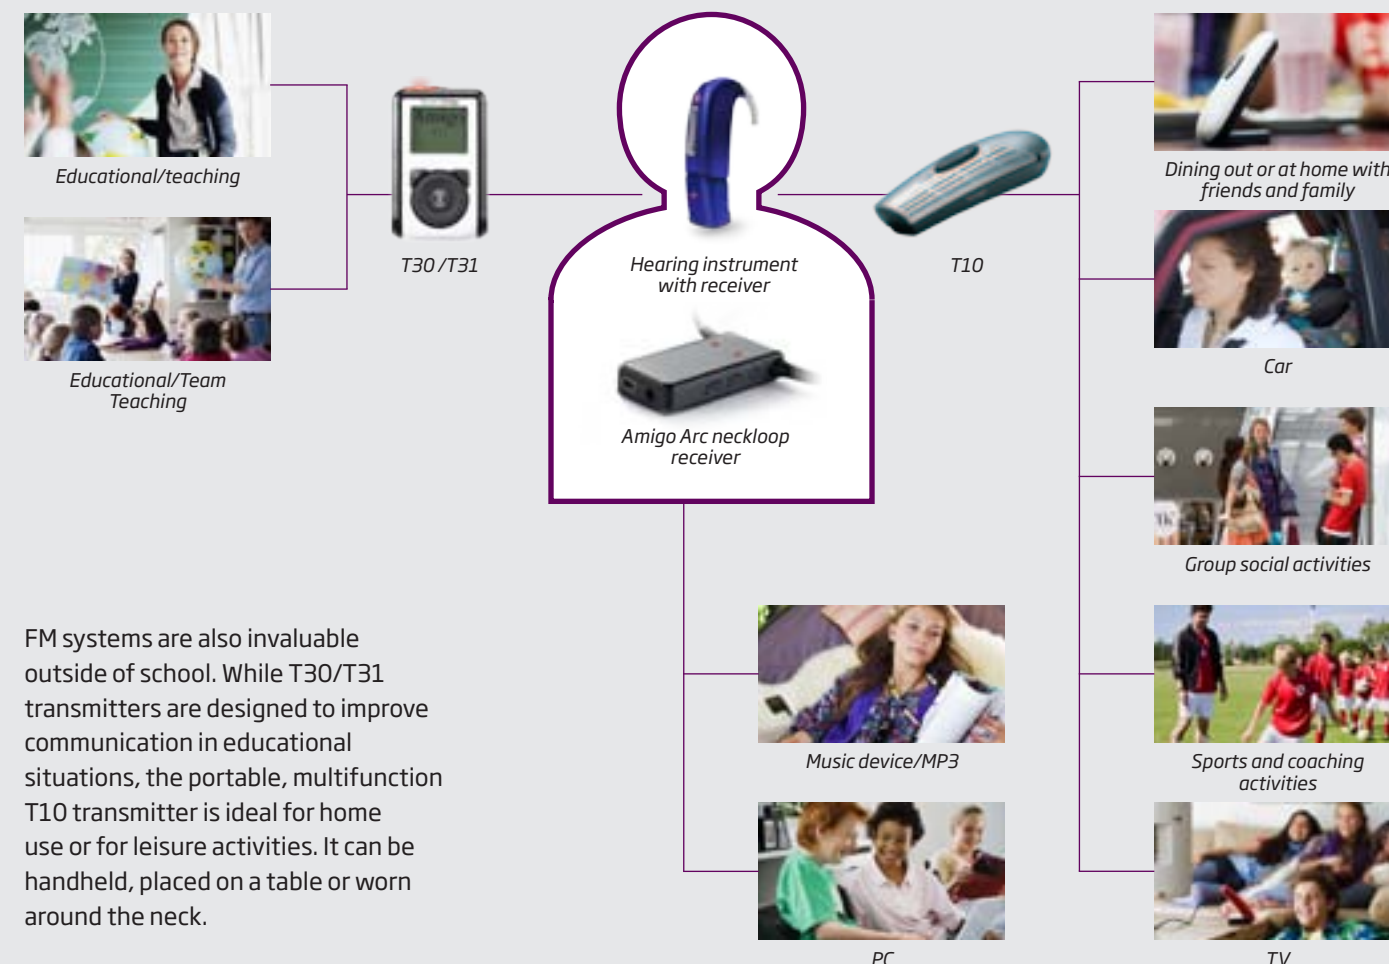 Educational/teaching
Educational/Team
Teaching
T30 /T31
Amigo
Hearing instrument
with receiver
Amigo Arc neckloop
receiver
T10
Dining out or at home with
friends and family
Car
Group social activities
Sports and coaching
activities
TV
Music device/MP3
PC
FM systems are also invaluable
outside of school. While T30/T31
transmitters are designed to improve
communication in educational
situations, the portable, multifunction
T10 transmitter is ideal for home
use or for leisure activities. It can be
handheld, placed on a table or worn
around the neck.